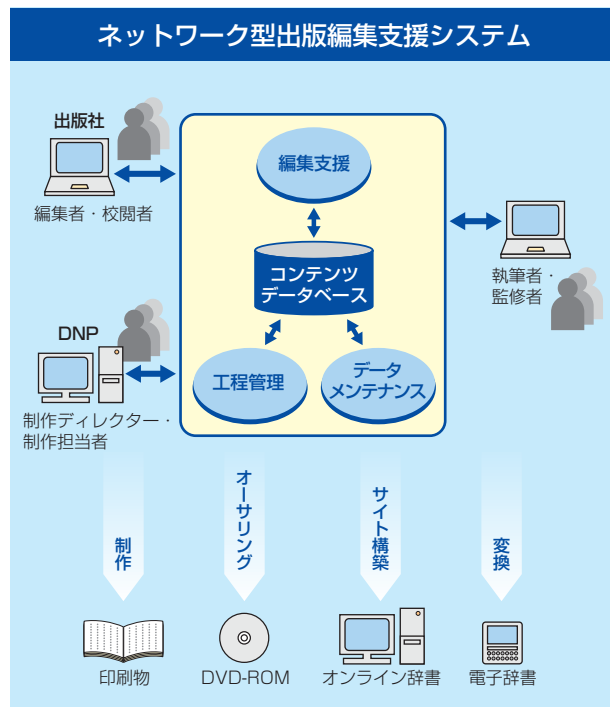 ネットワーク型出版編集支援システム
出版社
編集者・校閲者
編集支援
コンテンツ
データベース
執筆者・
監修者
DNP
制作ディレクター・
制作担当者
工程管理
データ
メンテナンス
制作
オーサリング
サイト構築
変換
印刷物
DVD-ROM
オンライン辞書
電子辞書